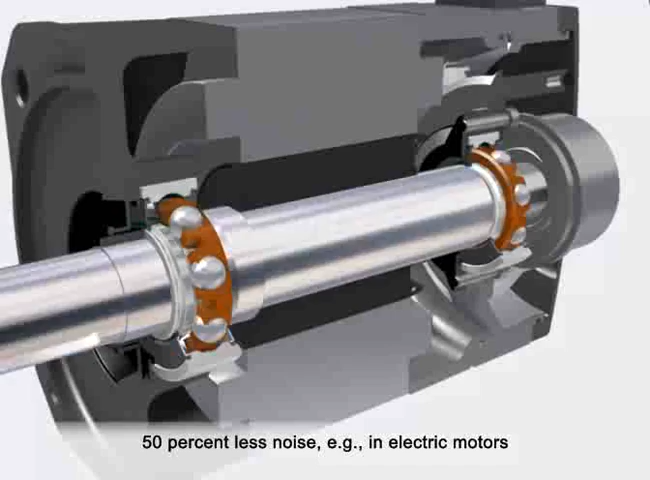 50 percent less noise, e.g., in electric motors